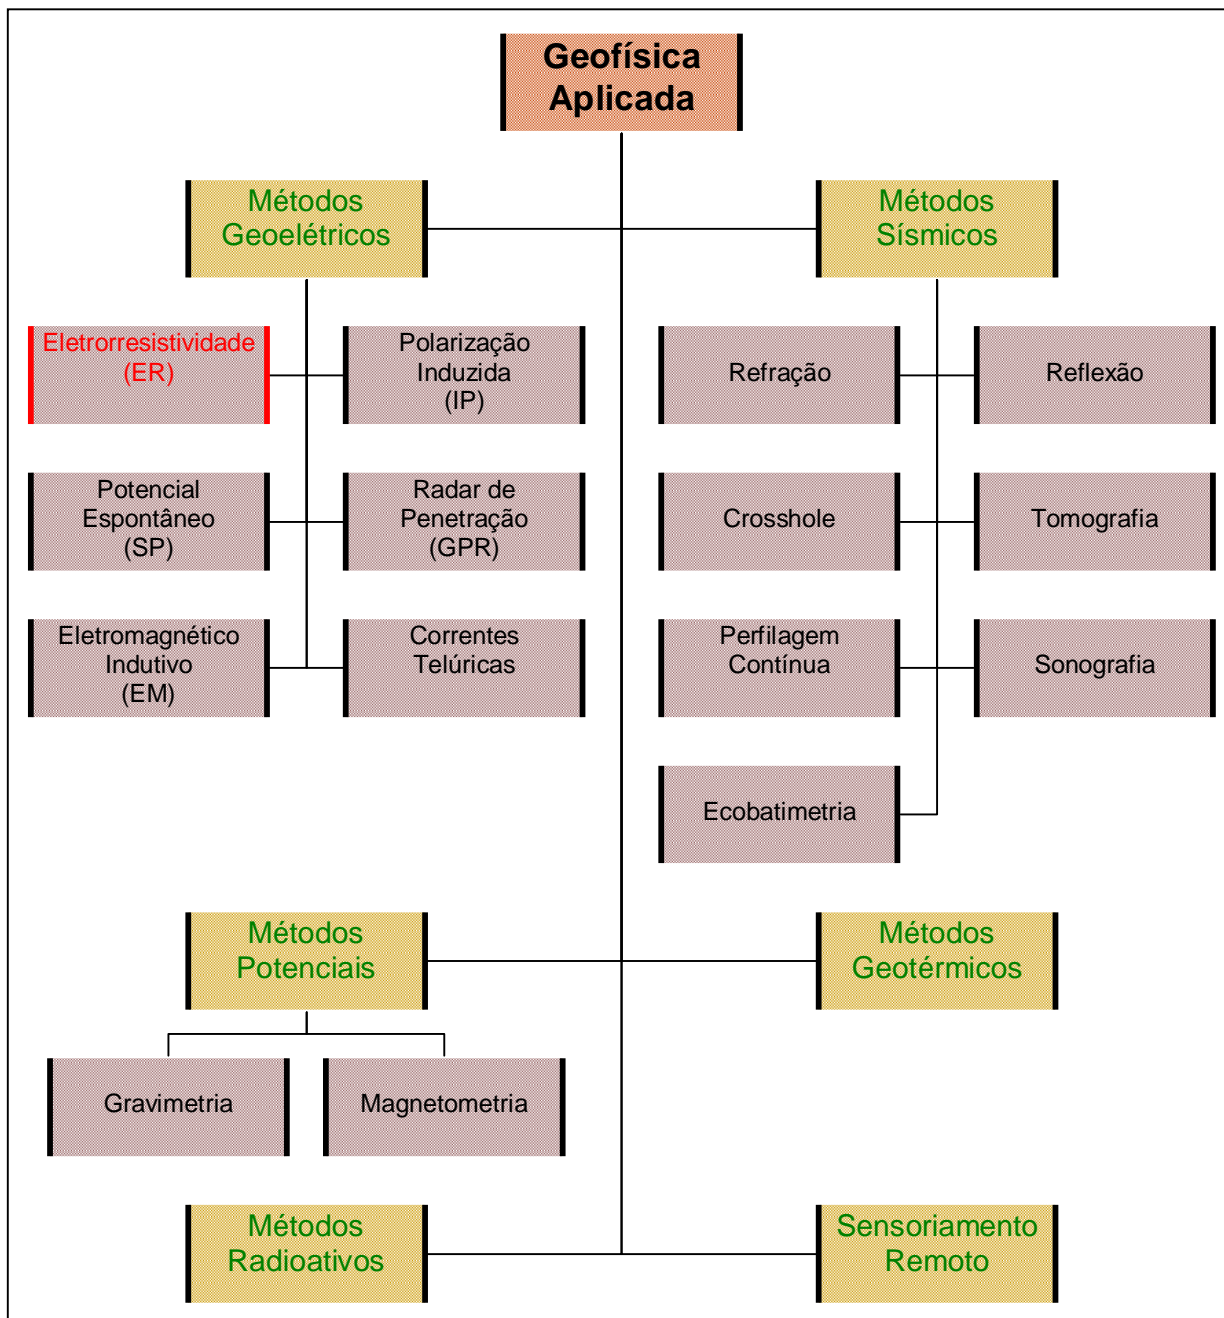 Geofísica
Aplicada
Métodos
Geoelétricos
Métodos
Sísmicos
Eletrorresistividade
(ER)
Polarização
Induzida
(IP)
Refração
Reflexão
Potencial
Espontâneo
(SP)
Radar de
Penetração
(GPR)
Crosshole
Tomografia
Eletromagnético
Indutivo
(EM)
Correntes
Telúricas
Perfilagem
Contínua
Sonografia
Ecobatimetria
Métodos
Potenciais
Métodos
Geotérmicos
Gravimetria
Magnetometria
Métodos
Radioativos
Sensoriamento
Remoto